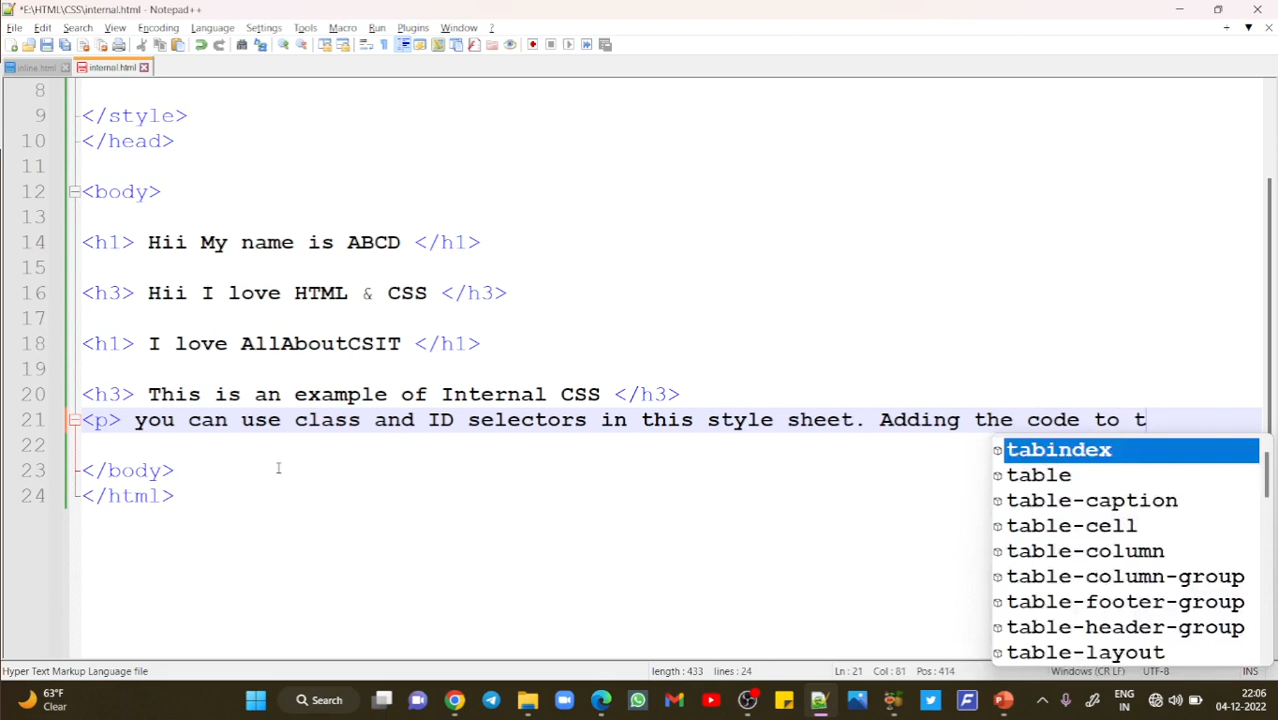 *E:\HTML\CSS\internal.html - Notepad++
File Edit Search View Encoding Language Settings Tools Macro Run Plugins Window ?
inline.html internal.html
8
9 </style>
10 </head>
11
12 <body>
13
14 <h1> Hii My name is ABCD </h1>
15
16 <h3> Hii I love HTML & CSS </h3>
17
18 <h1> I love AllAboutCSIT </h1>
19
20 <h3> This is an example of Internal CSS </h3>
21 <p> you can use class and ID selectors in this style sheet. Adding the code to t
22
23 </body>
24 </html>
tabindex
table
table-caption
table-cell
table-column
table-column-group
table-footer-group
table-header-group
table-layout
Hyper Text Markup Language file length : 433 lines : 24 Ln : 21 Col : 81 Pos : 414 Windows (CR LF) UTF-8 INS
63°F
Clear
Search
ENG
IN
22:06
04-12-2022